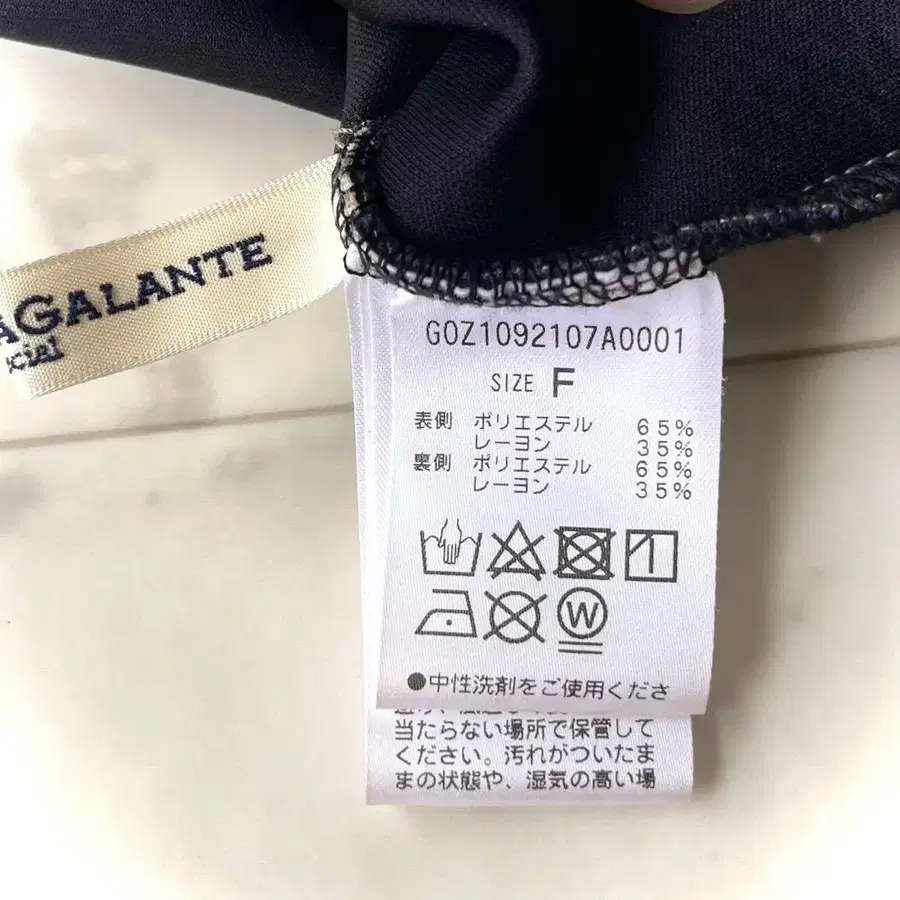 AGALANTE
cial
G0Z1092107A0001
SIZE F
表側 ポリエステル 65%
レーヨン 35%
裏側 ポリエステル 65%
レーヨン 35%
W
●中性洗剤をご使用くださ
当たらない場所で保管して
ください。汚れがついたま
まの状態や、湿気の高い場